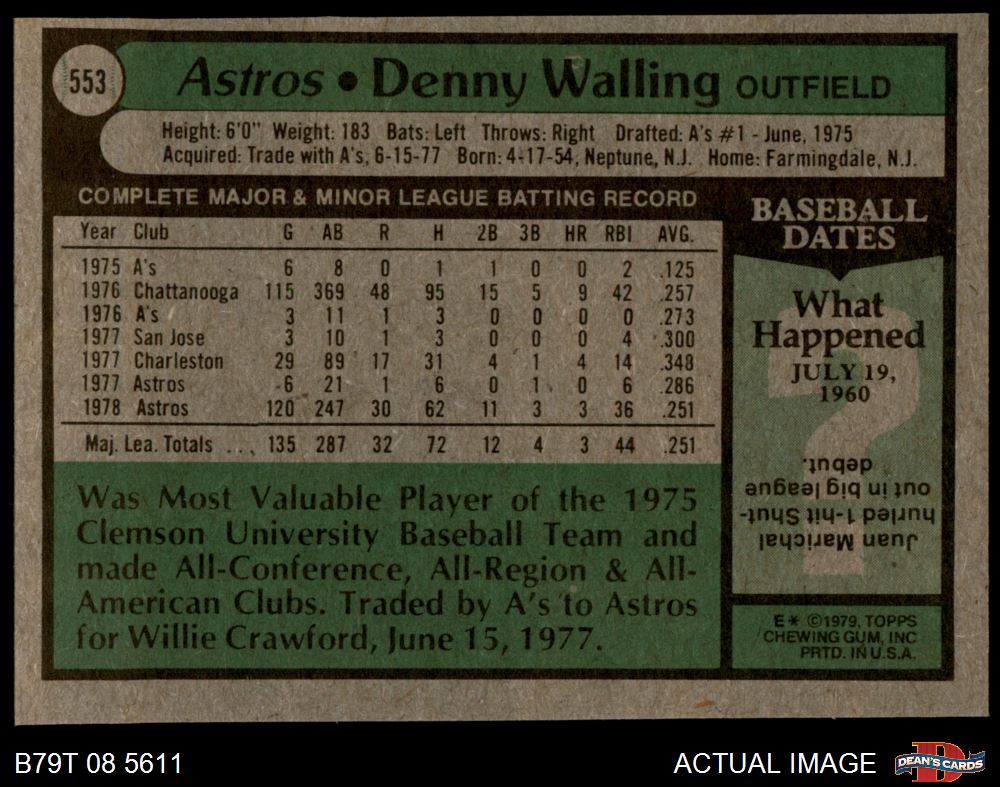 553
Astros • Denny Walling OUTFIELD
Height: 6'0" Weight: 183 Bats: Left Throws: Right Drafted: A's #1 - June, 1975
Acquired: Trade with A's, 6-15-77 Born: 4-17-54, Neptune, N.J. Home: Farmingdale, N.J.
COMPLETE MAJOR & MINOR LEAGUE BATTING RECORD
Year Club G AB R H 2B 3B HR RBI AVG.
1975 A's 6 8 0 1 1 0 0 2 .125
1976 Chattanooga 115 369 48 95 15 5 9 42 .257
1976 A's 3 11 1 3 0 0 0 0 .273
1977 San Jose 3 10 1 3 0 0 0 4 .300
1977 Charleston 29 89 17 31 4 1 4 14 .348
1977 Astros 6 21 1 6 0 1 0 6 .286
1978 Astros 120 247 30 62 11 3 3 36 .251
Maj. Lea. Totals ... 135 287 32 72 12 4 3 44 .251
Was Most Valuable Player of the 1975
Clemson University Baseball Team and
made All-Conference, All-Region & All-
American Clubs. Traded by A's to Astros
for Willie Crawford, June 15, 1977.
BASEBALL
DATES
What
Happened
JULY 19,
1960
?
Juan Marichal
hurled 1-hit Shut-
out in big league
debut.
E* ©1979, TOPPS
CHEWING GUM, INC
PRTD. IN U.S.A.
B79T 08 5611
ACTUAL IMAGE
D
DEAN'S CARDS